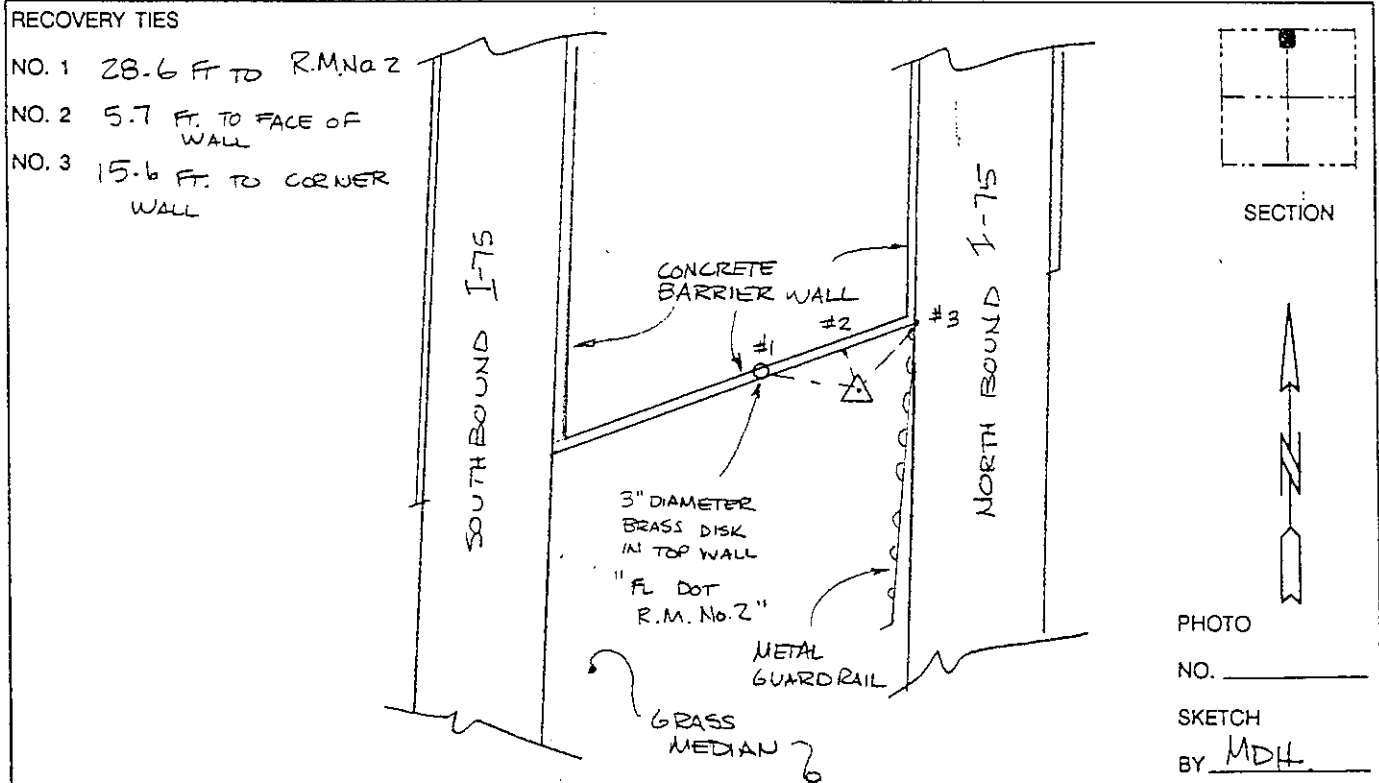 RECOVERY TIES
NO. 1 28.6 FT TO R.M.No 2
NO. 2 5.7 FT. TO FACE OF
WALL
NO. 3 15.6 FT. TO CORNER
WALL
SOUTH BOUND I-75
CONCRETE
BARRIER WALL
#1
#2
#3
NORTH BOUND I-75
3" DIAMETER
BRASS DISK
IN TOP WALL
"FL DOT
R.M. No. 2"
METAL
GUARDRAIL
GRASS
MEDIAN
SECTION
N
PHOTO
NO.
SKETCH
BY MDH